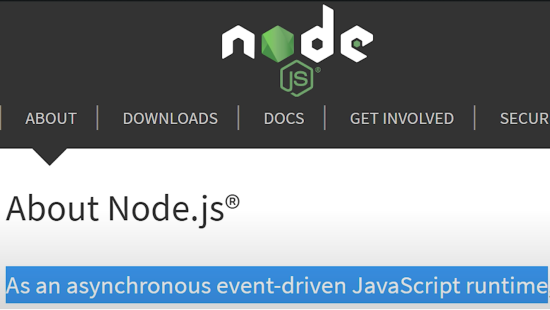 node
JS®
ABOUT DOWNLOADS DOCS GET INVOLVED SECUR
About Node.js®
As an asynchronous event-driven JavaScript runtime